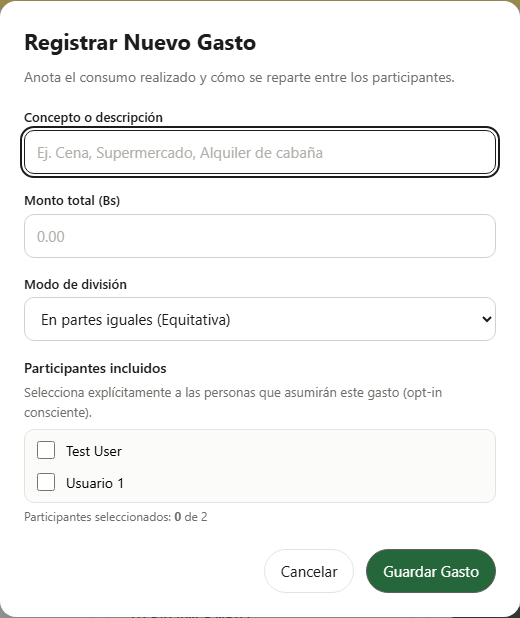 Registrar Nuevo Gasto
Anota el consumo realizado y cómo se reparte entre los participantes.
Concepto o descripción
Ej. Cena, Supermercado, Alquiler de cabaña
Monto total (Bs)
0.00
Modo de división
En partes iguales (Equitativa)
Participantes incluidos
Selecciona explícitamente a las personas que asumirán este gasto (opt-in
consciente).
Test User
Usuario 1
Participantes seleccionados: 0 de 2
Cancelar
Guardar Gasto